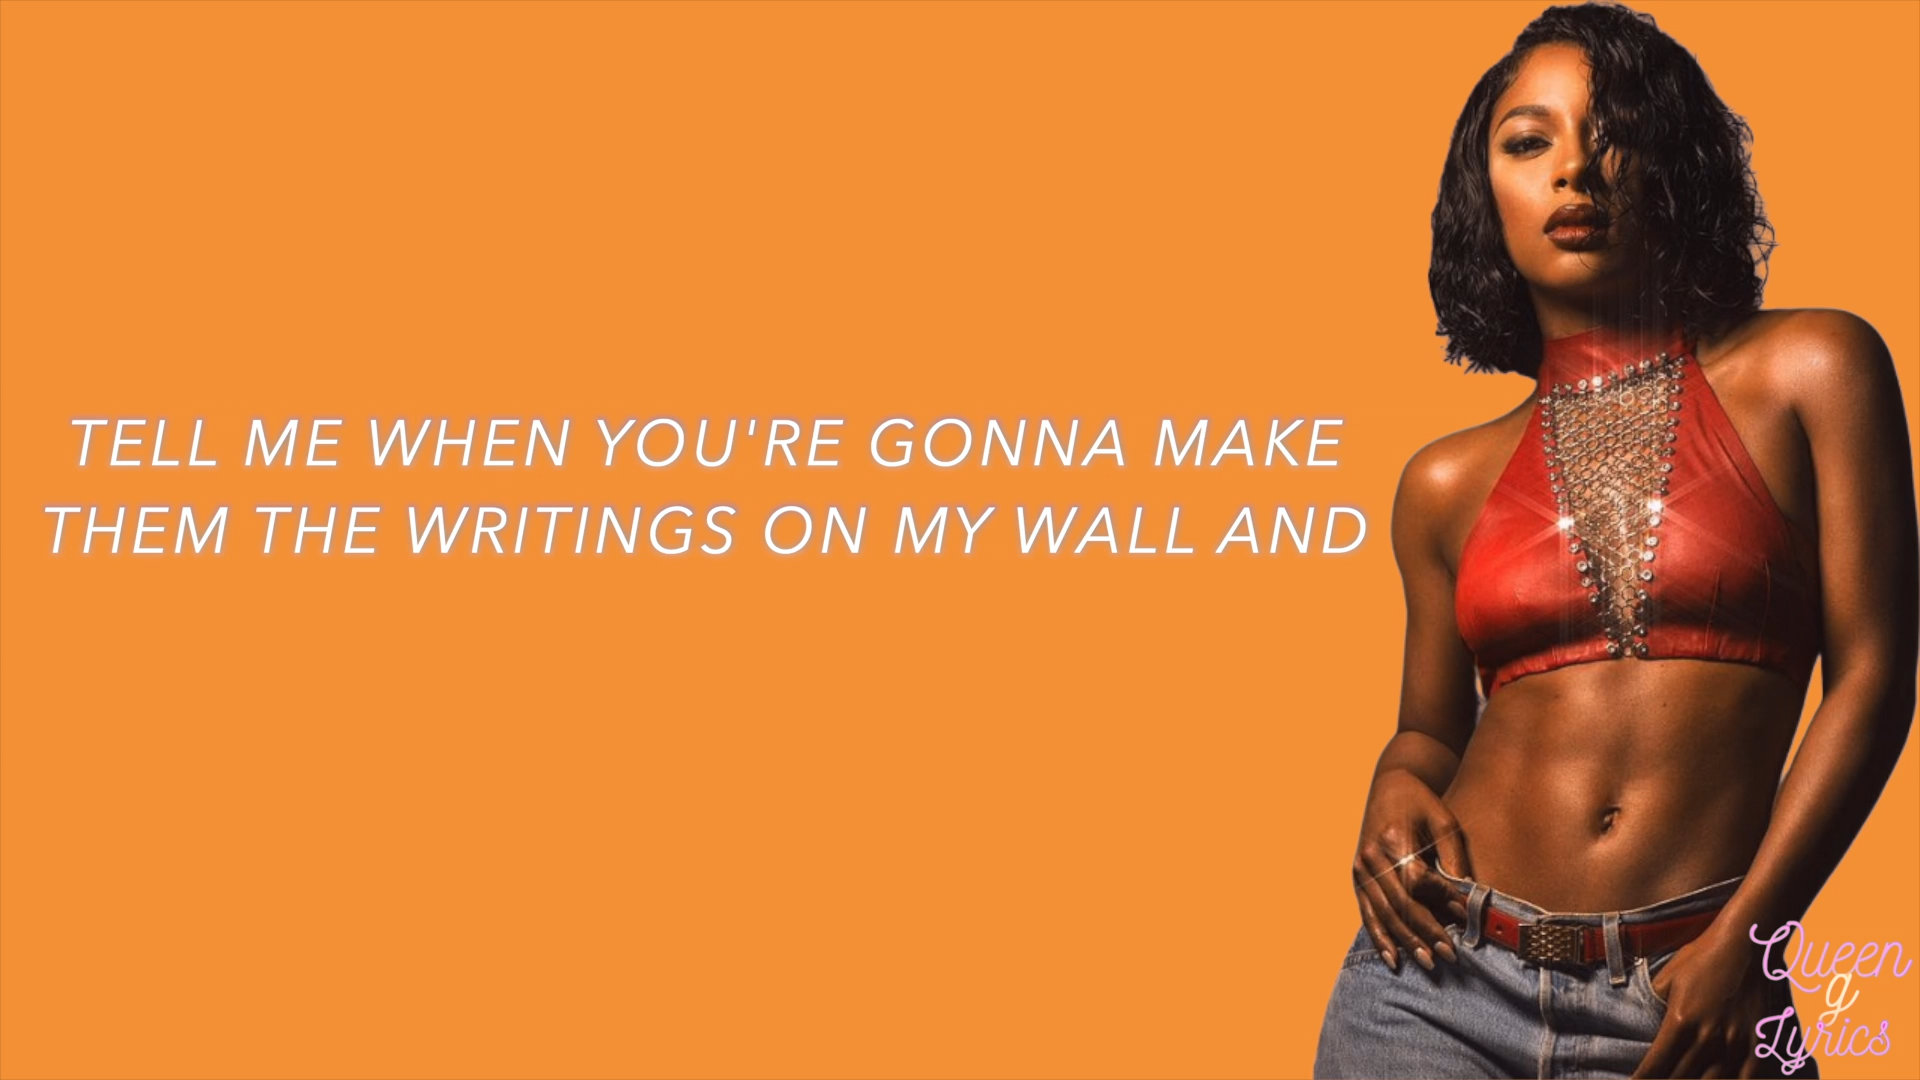 TELL ME WHEN YOU'RE GONNA MAKE
THEM THE WRITINGS ON MY WALL AND
Queen
g
Lyrics